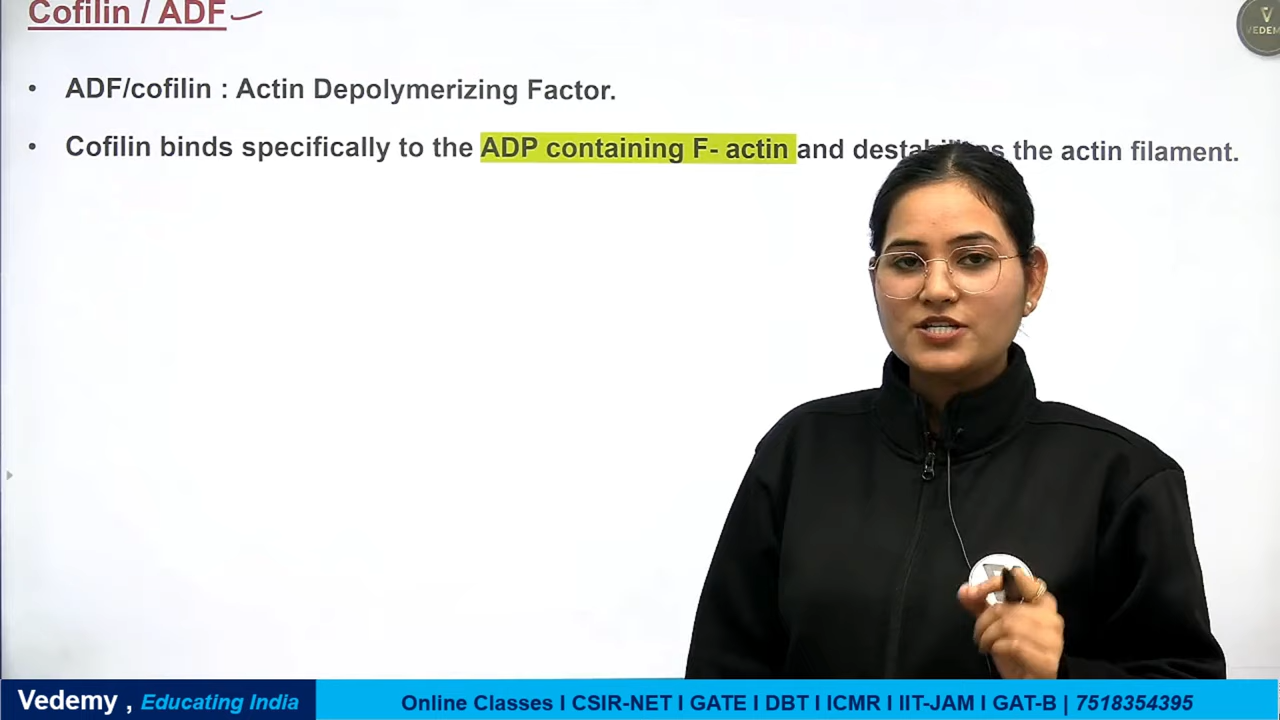 Cofilin / ADF
VEDEM
• ADF/cofilin : Actin Depolymerizing Factor.
• Cofilin binds specifically to the ADP containing F- actin and the actin filament.
Vedemy , Educating India
Online Classes I CSIR-NET I GATE I DBT I ICMR I IIT-JAM I GAT-B | 7518354395